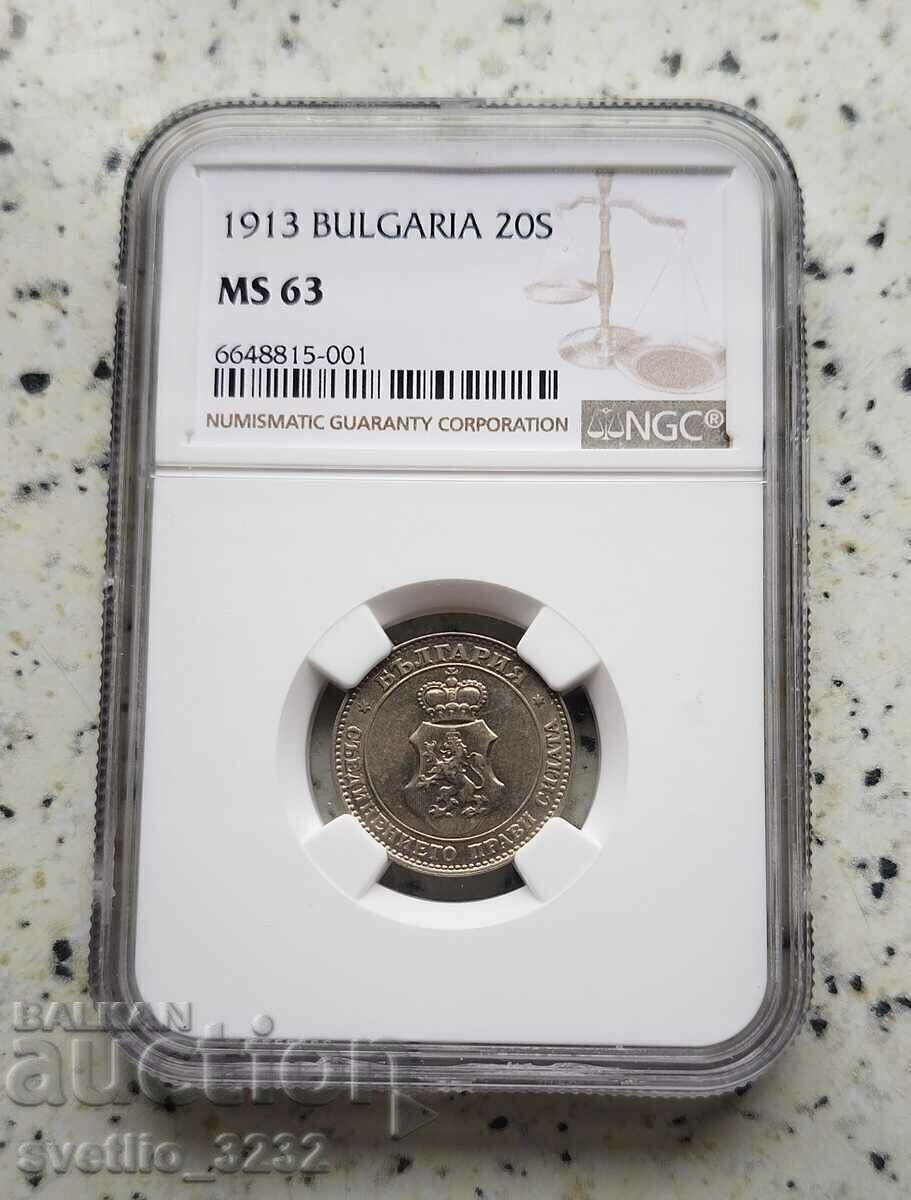 1913 BULGARIA 20S
MS 63
6648815-001
NUMISMATIC GUARANTY CORPORATION
NGC®
* БЪЛГАРИЯ *
СЪЕДИНЕНИЕТО ПРАВИ СИЛАТА
BALKAN
auction
svetlio_3232